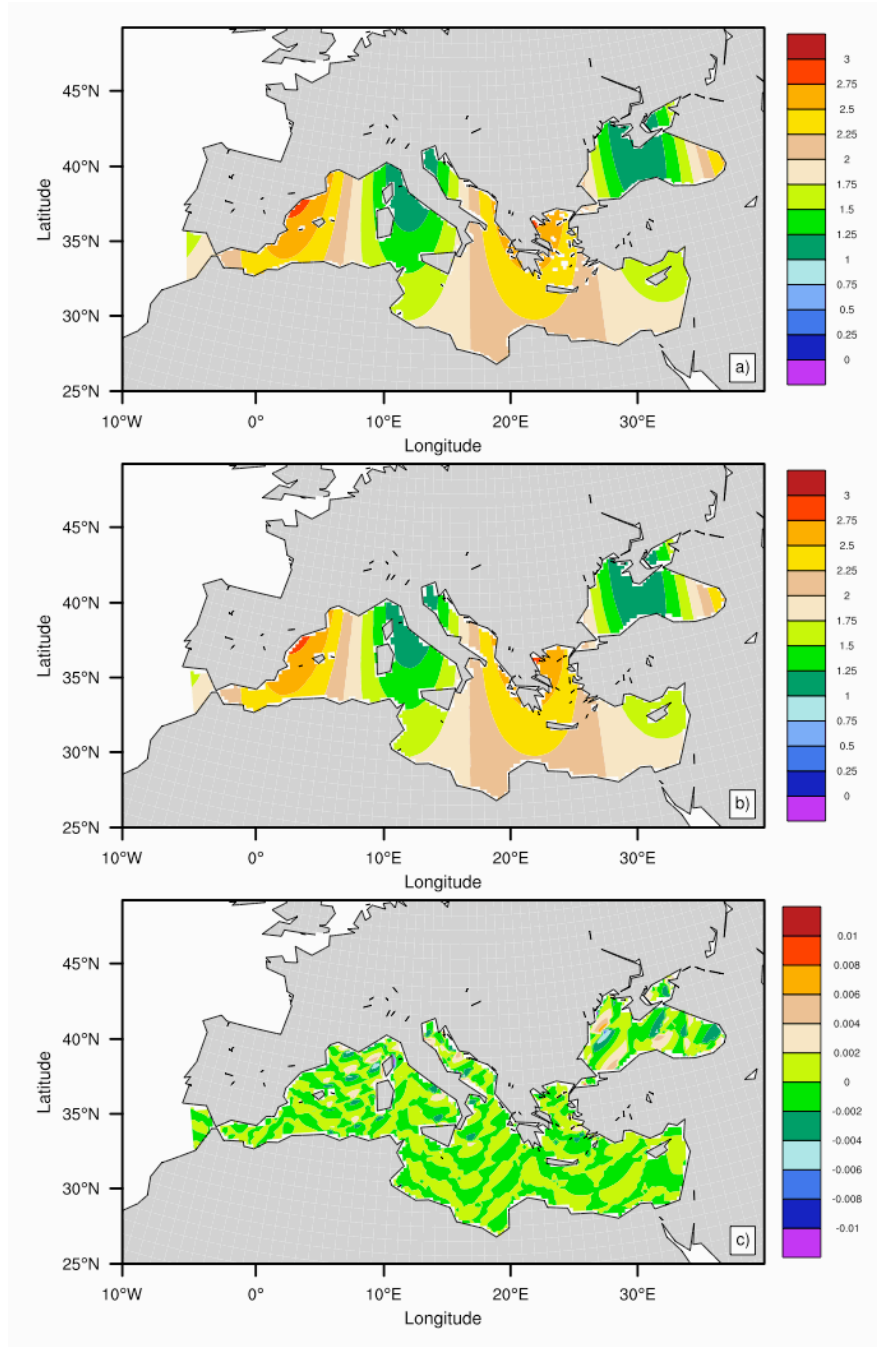 45°N
40°N
35°N
30°N
25°N
Latitude
10°W
0°
10°E
20°E
30°E
Longitude
a)
3
2.75
2.5
2.25
2
1.75
1.5
1.25
1
0.75
0.5
0.25
0
45°N
40°N
35°N
30°N
25°N
Latitude
10°W
0°
10°E
20°E
30°E
Longitude
b)
3
2.75
2.5
2.25
2
1.75
1.5
1.25
1
0.75
0.5
0.25
0
45°N
40°N
35°N
30°N
25°N
Latitude
10°W
0°
10°E
20°E
30°E
Longitude
c)
0.01
0.008
0.006
0.004
0.002
0
-0.002
-0.004
-0.006
-0.008
-0.01